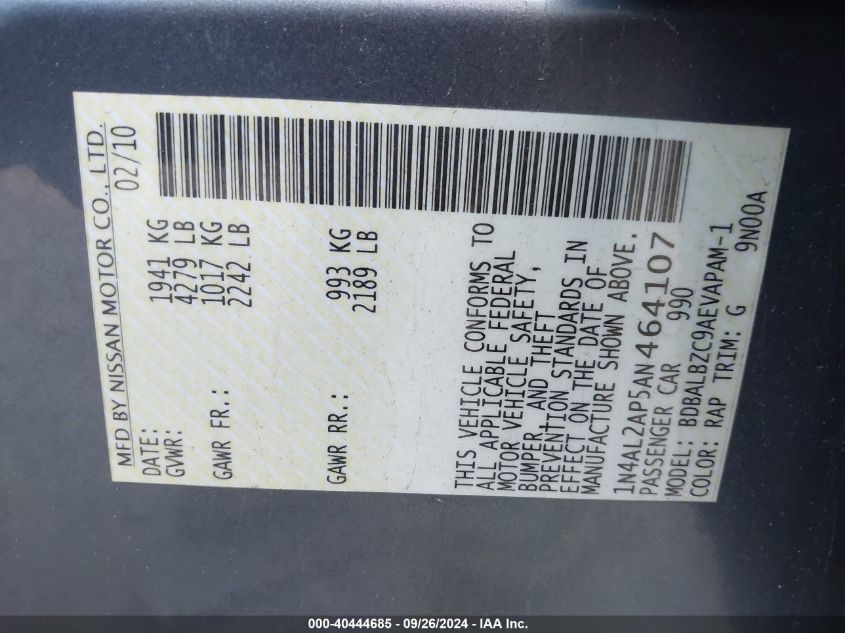 MFD BY NISSAN MOTOR CO., LTD.
DATE: 02/10
GVWR: 1941 KG
4279 LB
GAWR FR.: 1017 KG
2242 LB
GAWR RR.: 993 KG
2189 LB
THIS VEHICLE CONFORMS TO
ALL APPLICABLE FEDERAL
MOTOR VEHICLE SAFETY,
BUMPER, AND THEFT
PREVENTION STANDARDS IN
EFFECT ON THE DATE OF
MANUFACTURE SHOWN ABOVE.
1N4AL2AP5AN464107
PASSENGER CAR 990
MODEL: BDBALBZC9AEVAPAM-1
COLOR: RAP TRIM: G 9N00A
000-40444685 - 09/26/2024 - IAA Inc.